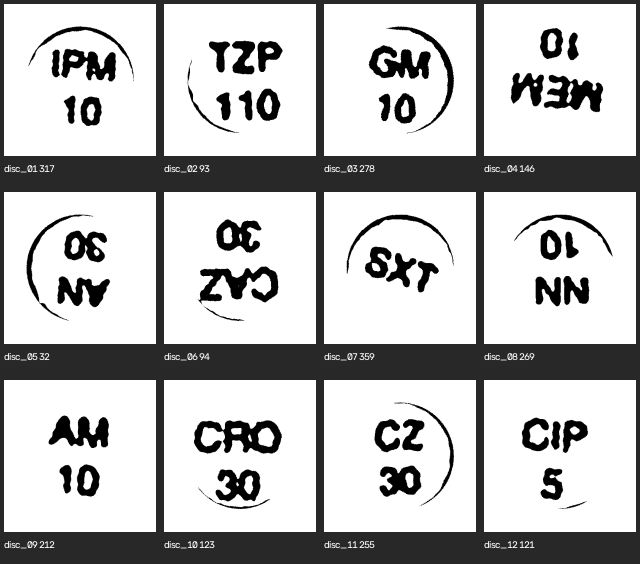 IPM
10
disc_01 317
TZP
110
disc_02 93
GM
10
disc_03 278
MEM
10
disc_04 146
AN
30
disc_05 32
CAZ
30
disc_06 94
SXT
disc_07 359
NN
10
disc_08 269
AM
10
disc_09 212
CRO
30
disc_10 123
CZ
30
disc_11 255
CIP
5
disc_12 121